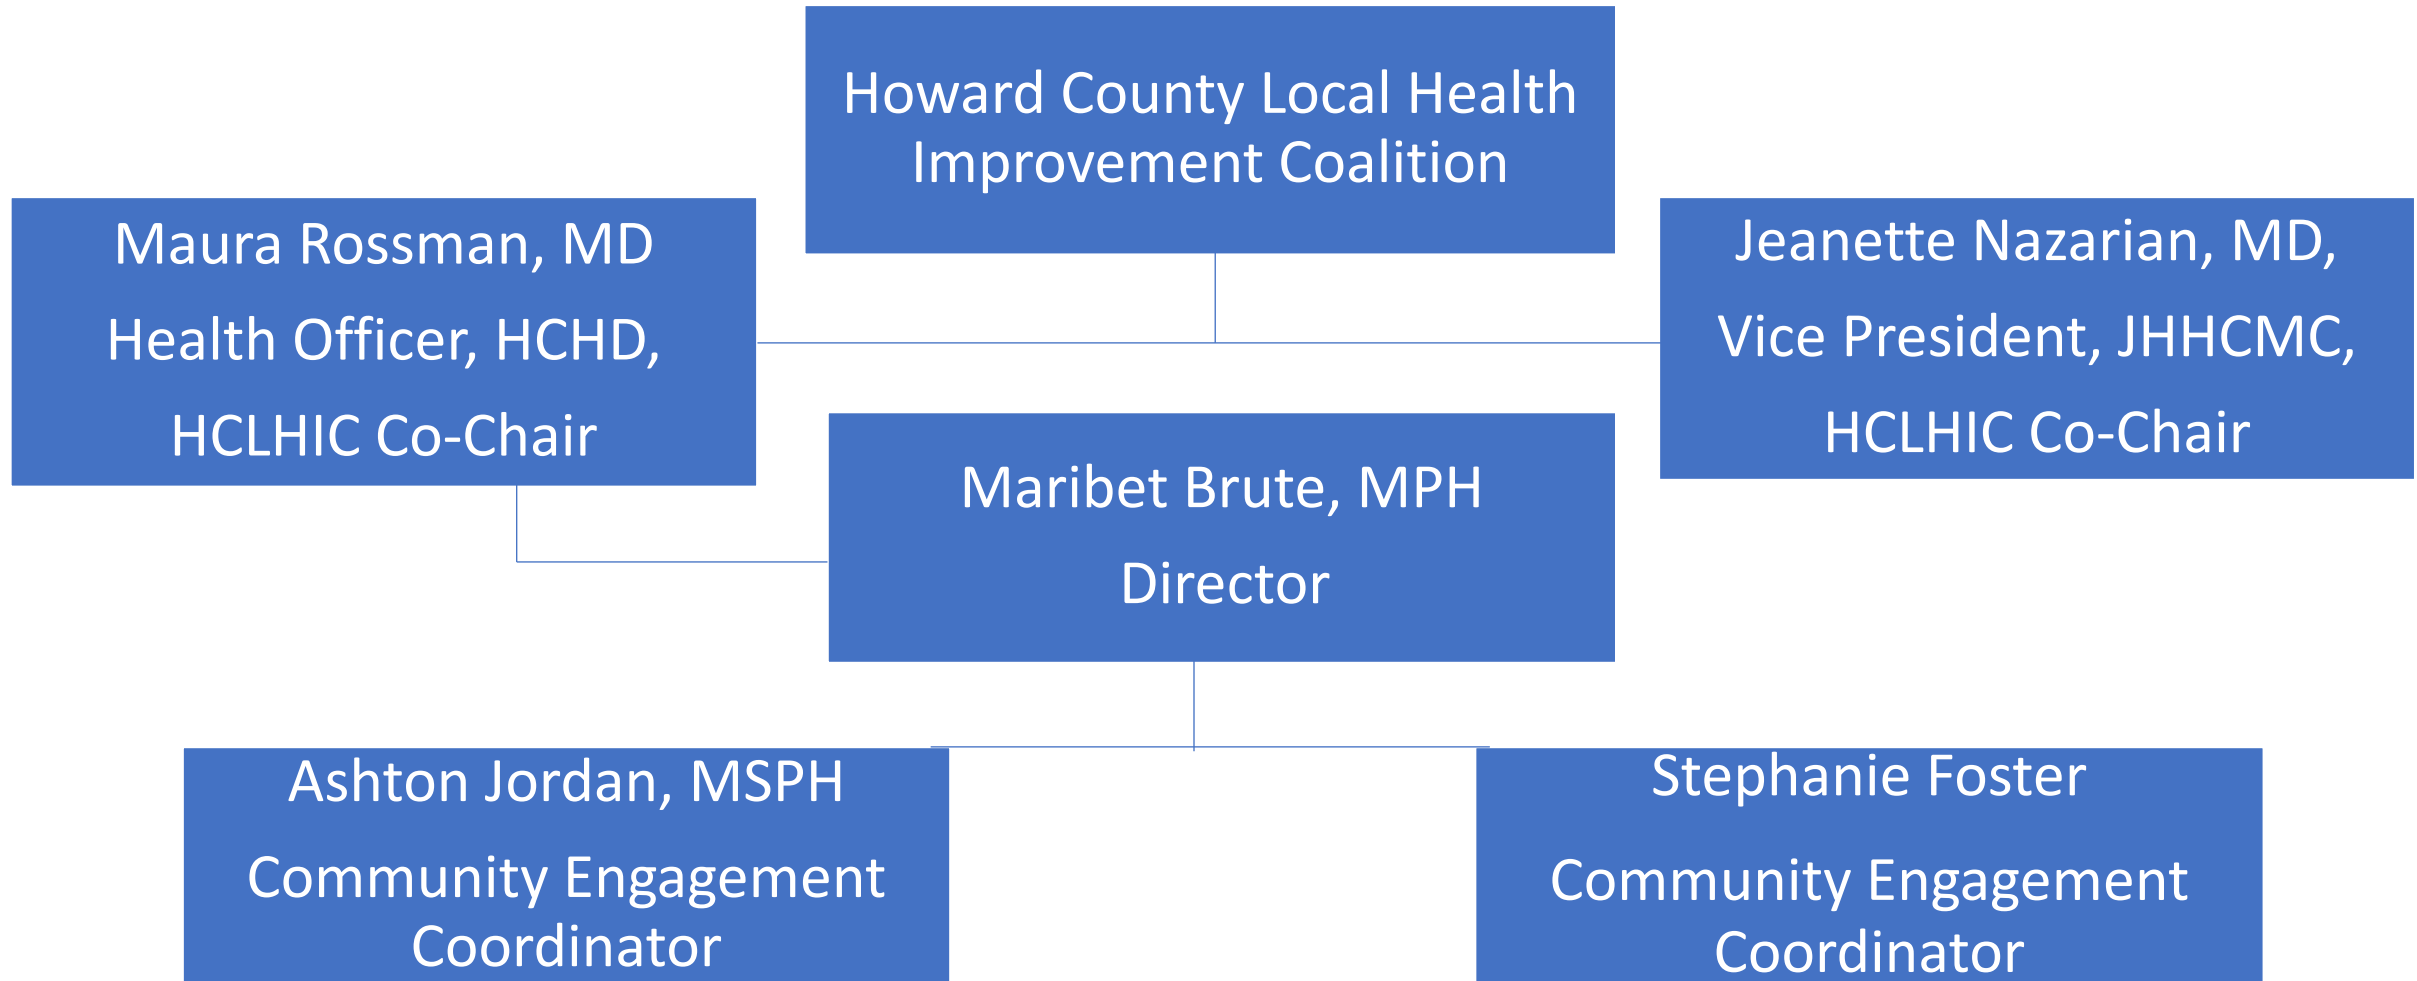 Howard County Local Health
Improvement Coalition
Maura Rossman, MD
Health Officer, HCHD,
HCLHIC Co-Chair
Jeanette Nazarian, MD,
Vice President, JHHCMC,
HCLHIC Co-Chair
Maribet Brute, MPH
Director
Ashton Jordan, MSPH
Community Engagement
Coordinator
Stephanie Foster
Community Engagement
Coordinator